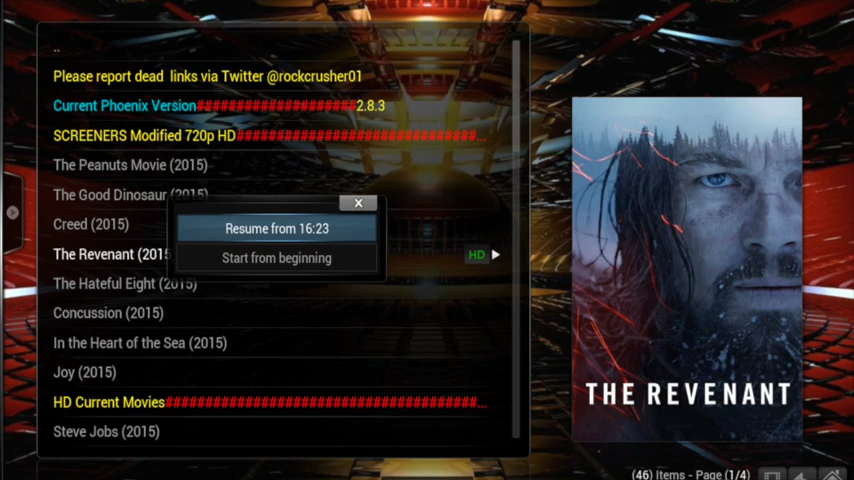 ..
Please report dead links via Twitter @rockcrusher01
Current Phoenix Version####################2.8.3
SCREENERS Modified 720p HD##############################...
The Peanuts Movie (2015)
The Good Dinosaur (2015)
Creed (2015)
X
Resume from 16:23
The Revenant (2015
HD
Start from beginning
The Hateful Eight (2015)
Concussion (2015)
In the Heart of the Sea (2015)
Joy (2015)
HD Current Movies#######################################...
Steve Jobs (2015)
THE REVENANT
(46) Items - Page (1/4)